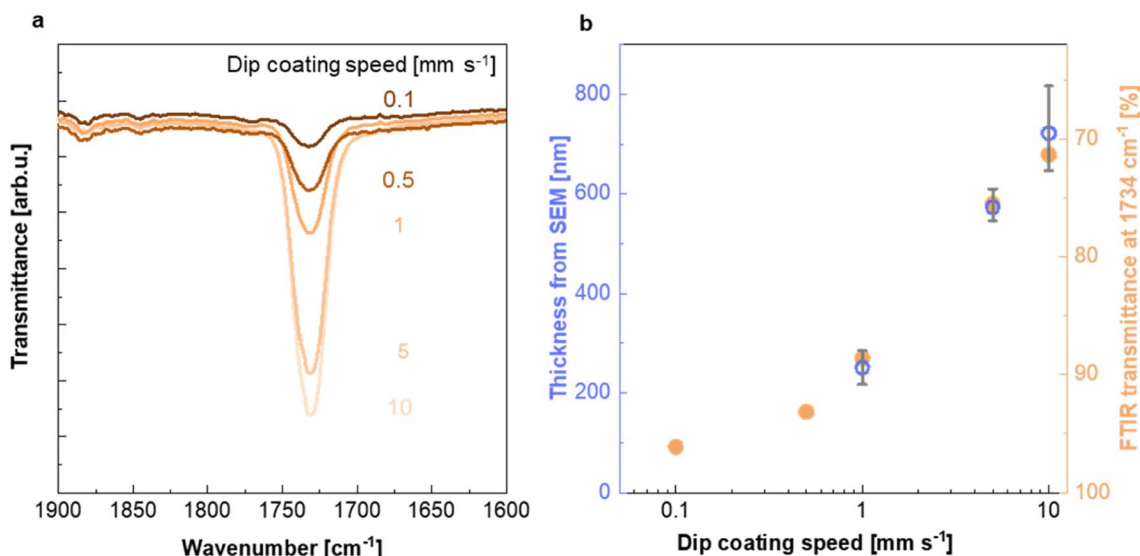 a
Dip coating speed [mm s⁻¹]
0.1
0.5
1
5
10
Transmittance [arb.u.]
1900 1850 1800 1750 1700 1650 1600
Wavenumber [cm⁻¹]
b
Thickness from SEM [nm]
800
600
400
200
0
70
80
90
100
FTIR transmittance at 1734 cm⁻¹ [%]
0.1 1 10
Dip coating speed [mm s⁻¹]